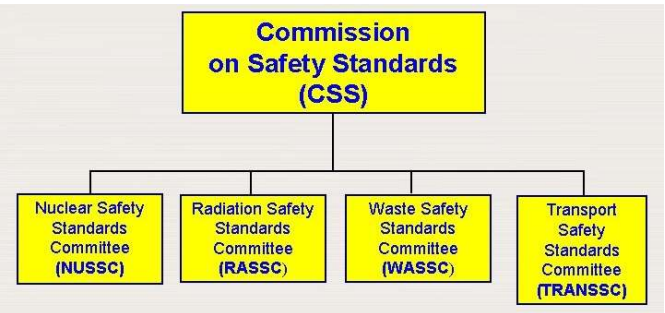 Commission
on Safety Standards
(CSS)
Nuclear Safety
Standards
Committee
(NUSSC)
Radiation Safety
Standards
Committee
(RASSC)
Waste Safety
Standards
Committee
(WASSC)
Transport
Safety
Standards
Committee
(TRANSSC)